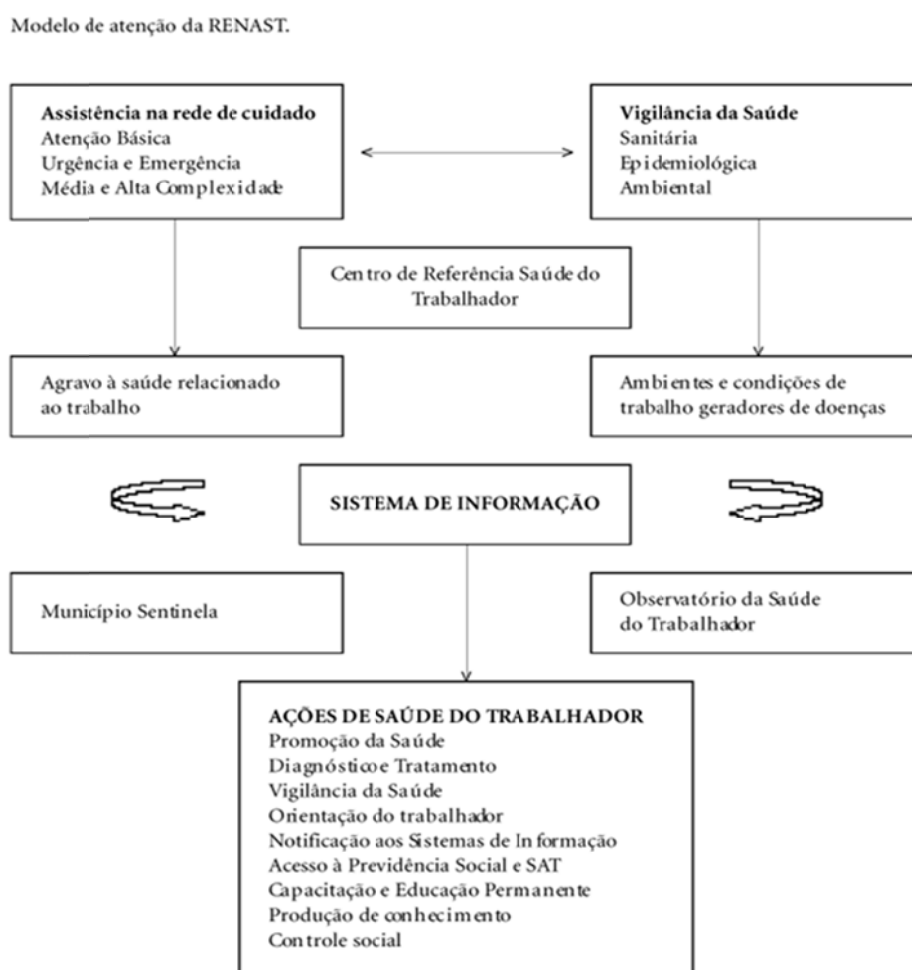 Modelo de atenção da RENAST.
Assistência na rede de cuidado
Atenção Básica
Urgência e Emergência
Média e Alta Complexidade
Vigilância da Saúde
Sanitária
Epidemiológica
Ambiental
Centro de Referência Saúde do
Trabalhador
Agravo à saúde relacionado
ao trabalho
Ambientes e condições de
trabalho geradores de doenças
SISTEMA DE INFORMAÇÃO
Município Sentinela
Observatório da Saúde
do Trabalhador
AÇÕES DE SAÚDE DO TRABALHADOR
Promoção da Saúde
Diagnóstico e Tratamento
Vigilância da Saúde
Orientação do trabalhador
Notificação aos Sistemas de Informação
Acesso à Previdência Social e SAT
Capacitação e Educação Permanente
Produção de conhecimento
Controle social